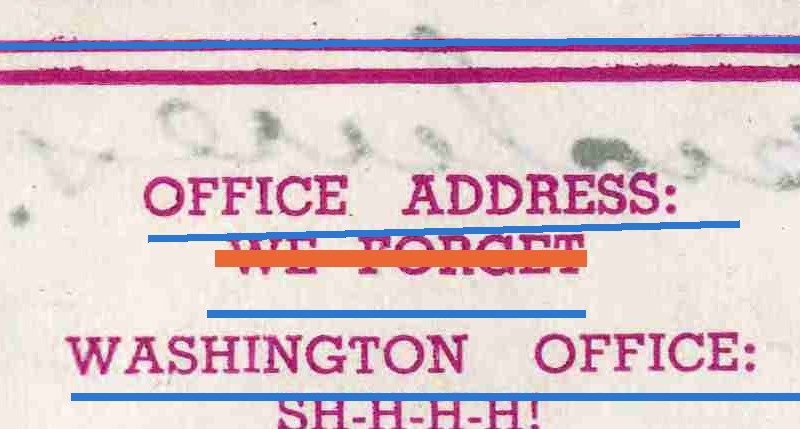 OFFICE ADDRESS:
WE FORGET
WASHINGTON OFFICE:
SH-H-H-H!